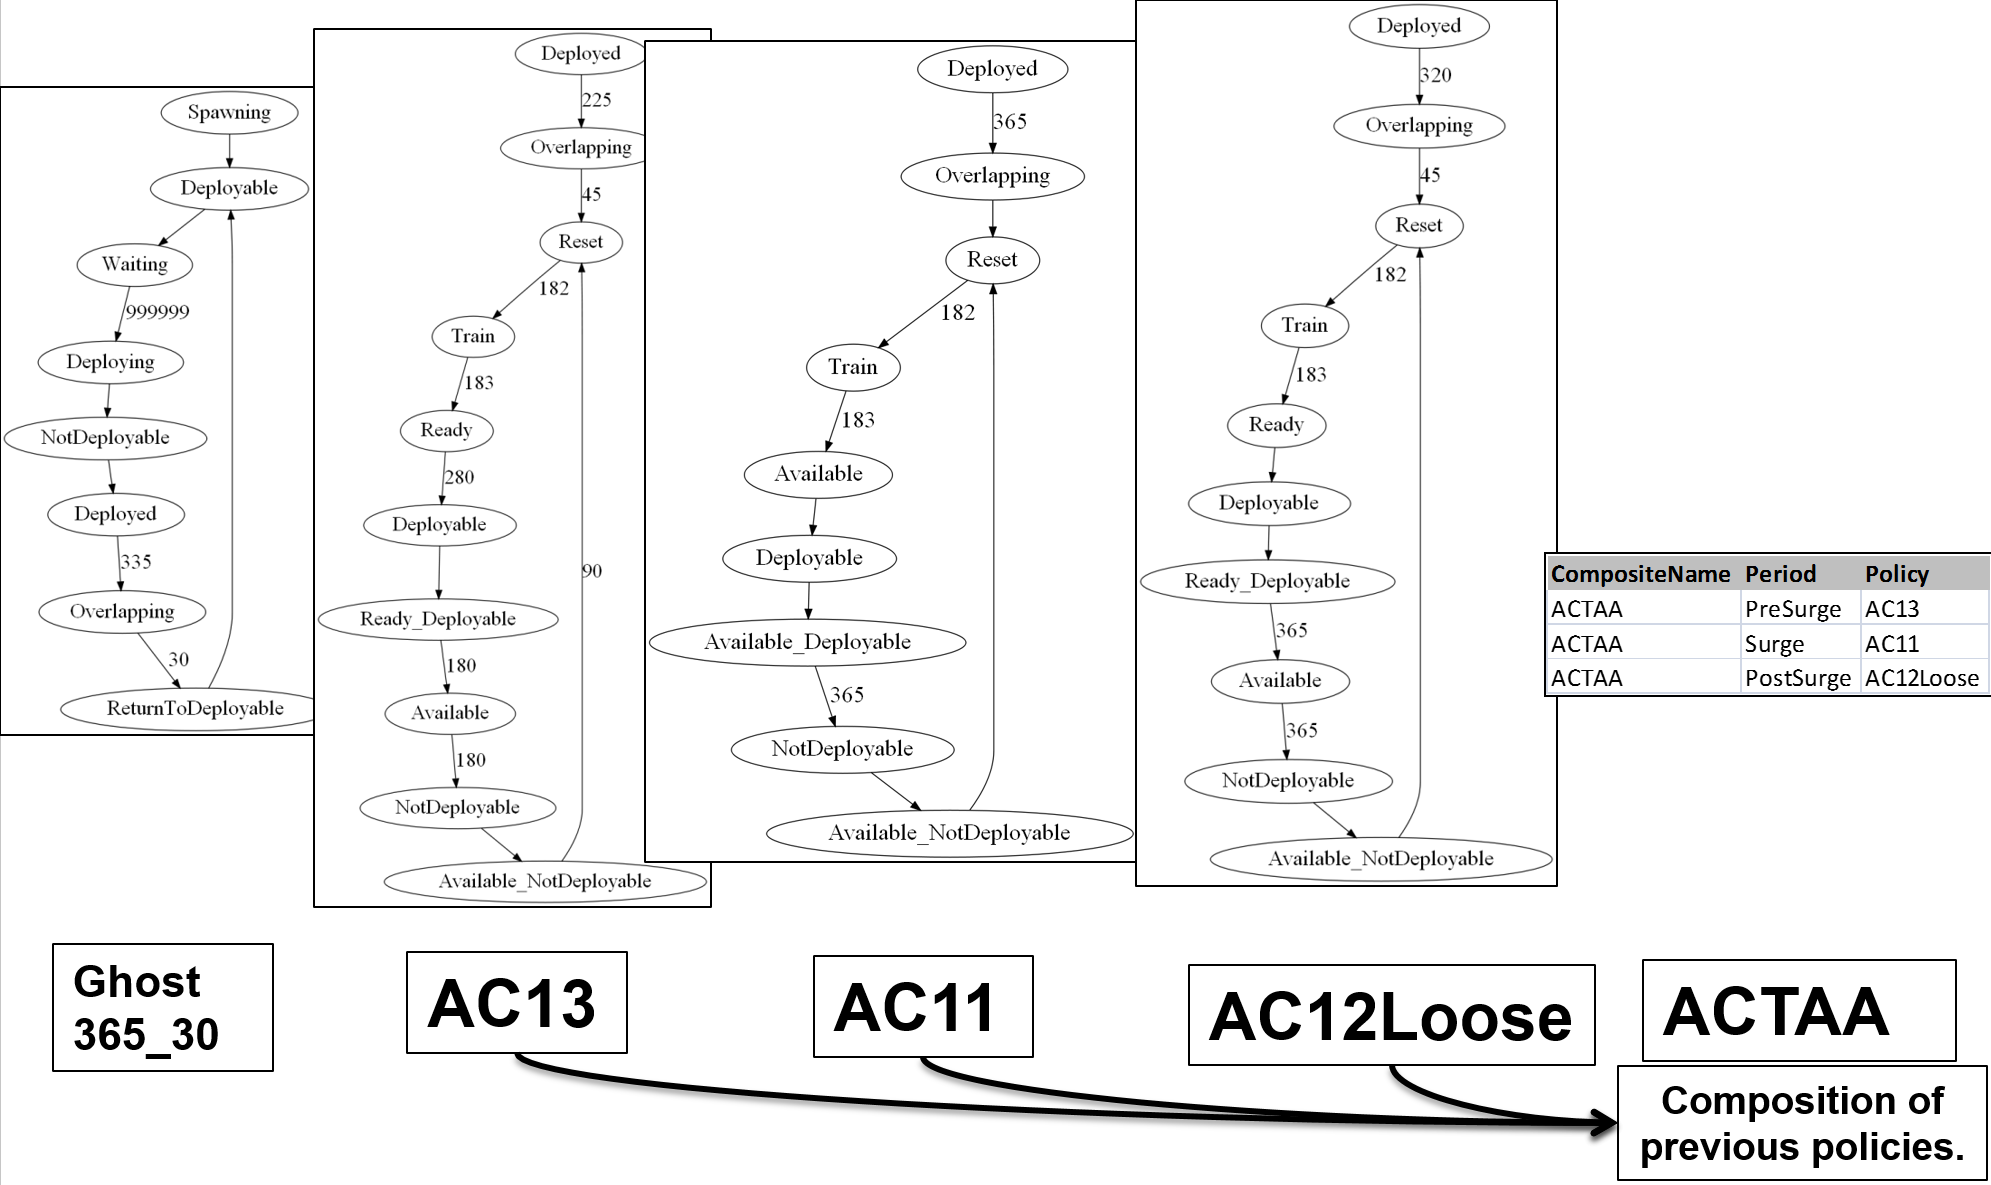 Spawning
Deployable
Waiting
999999
Deploying
NotDeployable
Deployed
335
Overlapping
30
ReturnToDeployable
Deployed
225
Overlapping
45
Reset
182
Train
183
Ready
280
Deployable
90
Ready_Deployable
180
Available
180
NotDeployable
Available_NotDeployable
Deployed
365
Overlapping
Reset
182
Train
183
Available
Deployable
Available_Deployable
365
NotDeployable
Available_NotDeployable
Deployed
320
Overlapping
45
Reset
182
Train
183
Ready
Deployable
Ready_Deployable
365
Available
365
NotDeployable
Available_NotDeployable
CompositeName Period Policy
ACTAA PreSurge AC13
ACTAA Surge AC11
ACTAA PostSurge AC12Loose
Ghost
365_30
AC13
AC11
AC12Loose
ACTAA
Composition of
previous policies.